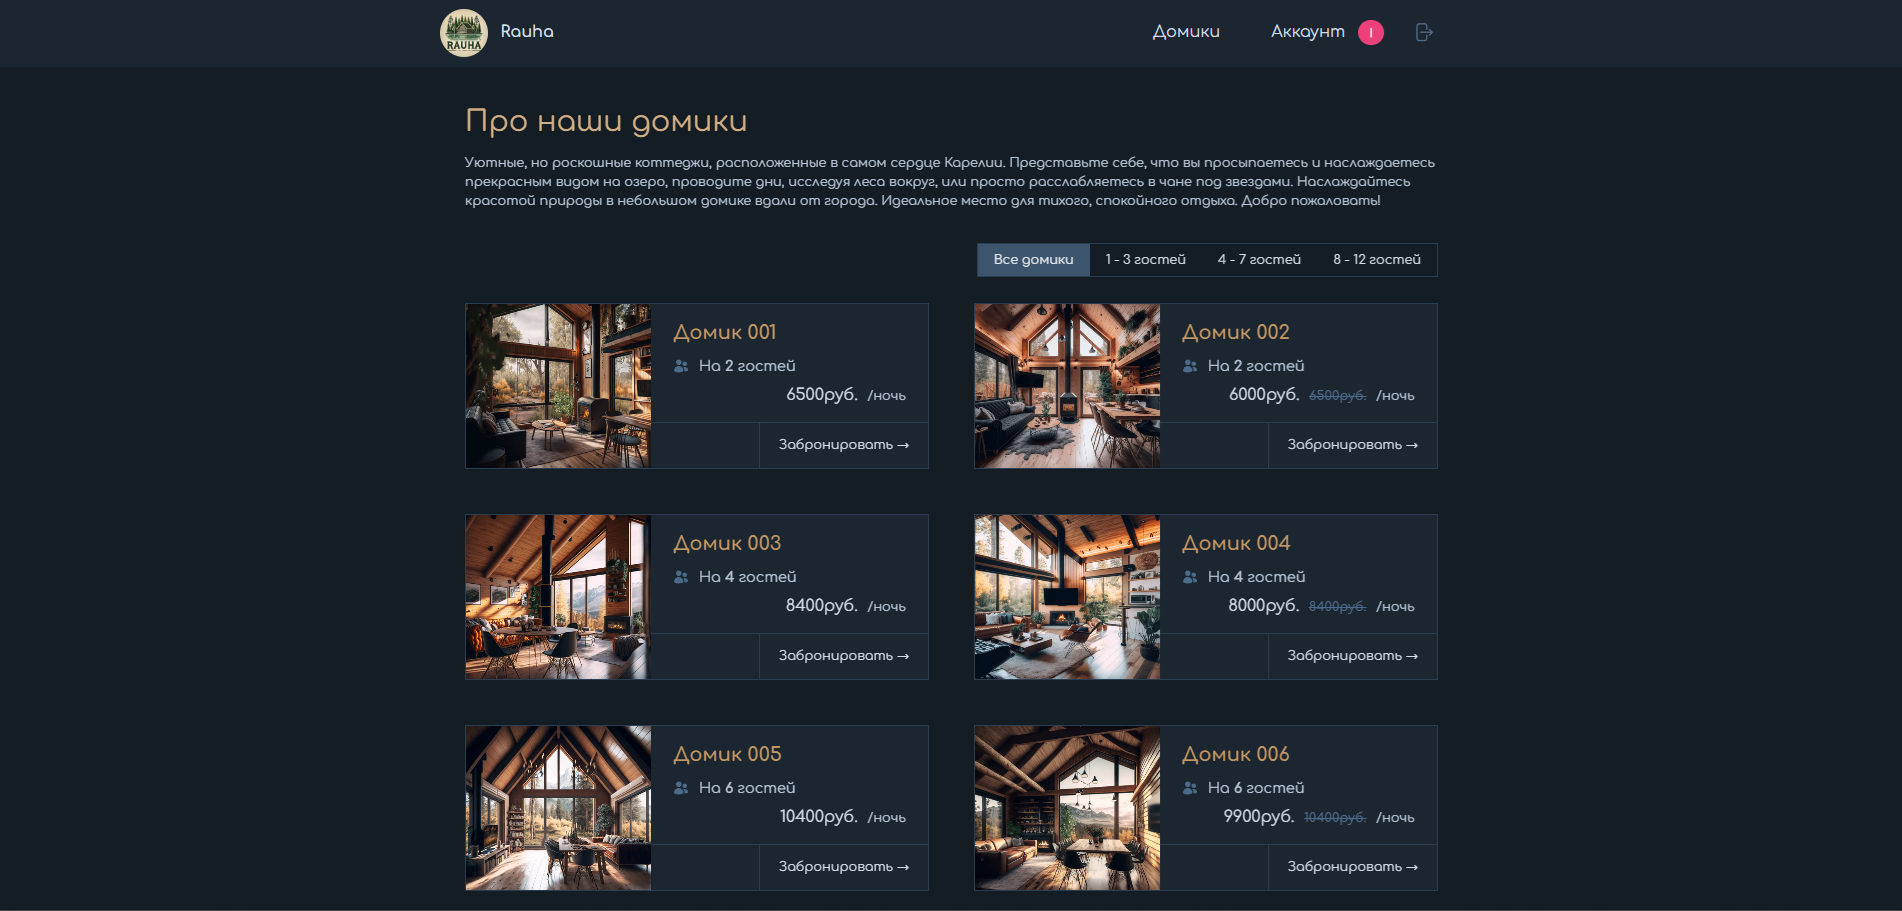 RAUHA
Rauha
Домики
Аккаунт
I
Про наши домики
Уютные, но роскошные коттеджи, расположенные в самом сердце Карелии. Представьте себе, что вы просыпаетесь и наслаждаетесь
прекрасным видом на озеро, проводите дни, исследуя леса вокруг, или просто расслабляетесь в чане под звездами. Наслаждайтесь
красотой природы в небольшом домике вдали от города. Идеальное место для тихого, спокойного отдыха. Добро пожаловать!
Все домики
1 - 3 гостей
4 - 7 гостей
8 - 12 гостей
Домик 001
На 2 гостей
6500руб. /ночь
Забронировать →
Домик 002
На 2 гостей
6000руб. 6500руб. /ночь
Забронировать →
Домик 003
На 4 гостей
8400руб. /ночь
Забронировать →
Домик 004
На 4 гостей
8000руб. 8400руб. /ночь
Забронировать →
Домик 005
На 6 гостей
10400руб. /ночь
Забронировать →
Домик 006
На 6 гостей
9900руб. 10400руб. /ночь
Забронировать →